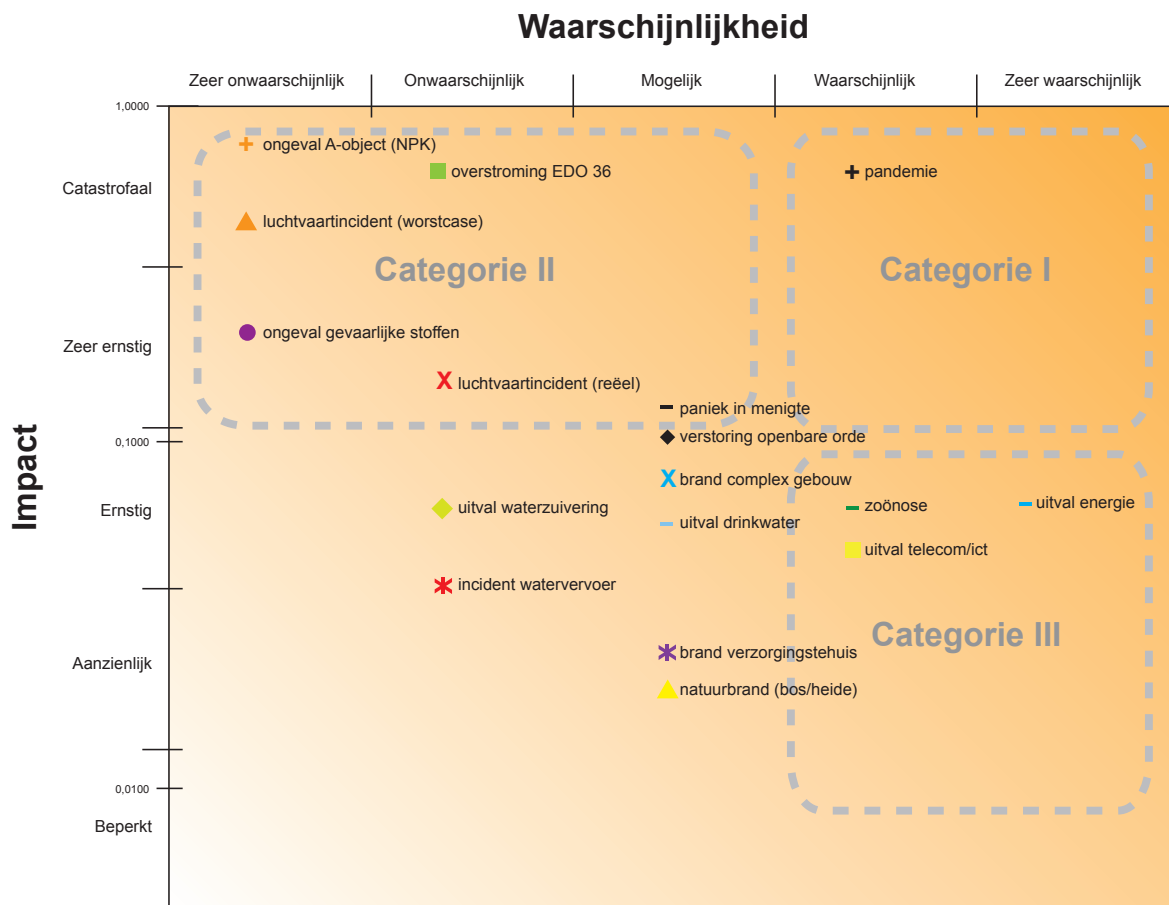 Waarschijnlijkheid
Zeer onwaarschijnlijk
Onwaarschijnlijk
Mogelijk
Waarschijnlijk
Zeer waarschijnlijk
1,0000
ongeval A-object (NPK)
overstroming EDO 36
pandemie
Catastrofaal
luchtvaartincident (worstcase)
Categorie II
Categorie I
ongeval gevaarlijke stoffen
Zeer ernstig
luchtvaartincident (reëel)
paniek in menigte
verstoring openbare orde
0,1000
Impact
brand complex gebouw
Ernstig
uitval waterzuivering
zoönose
uitval energie
uitval drinkwater
uitval telecom/ict
incident watervervoer
Categorie III
Aanzienlijk
brand verzorgingstehuis
natuurbrand (bos/heide)
0,0100
Beperkt